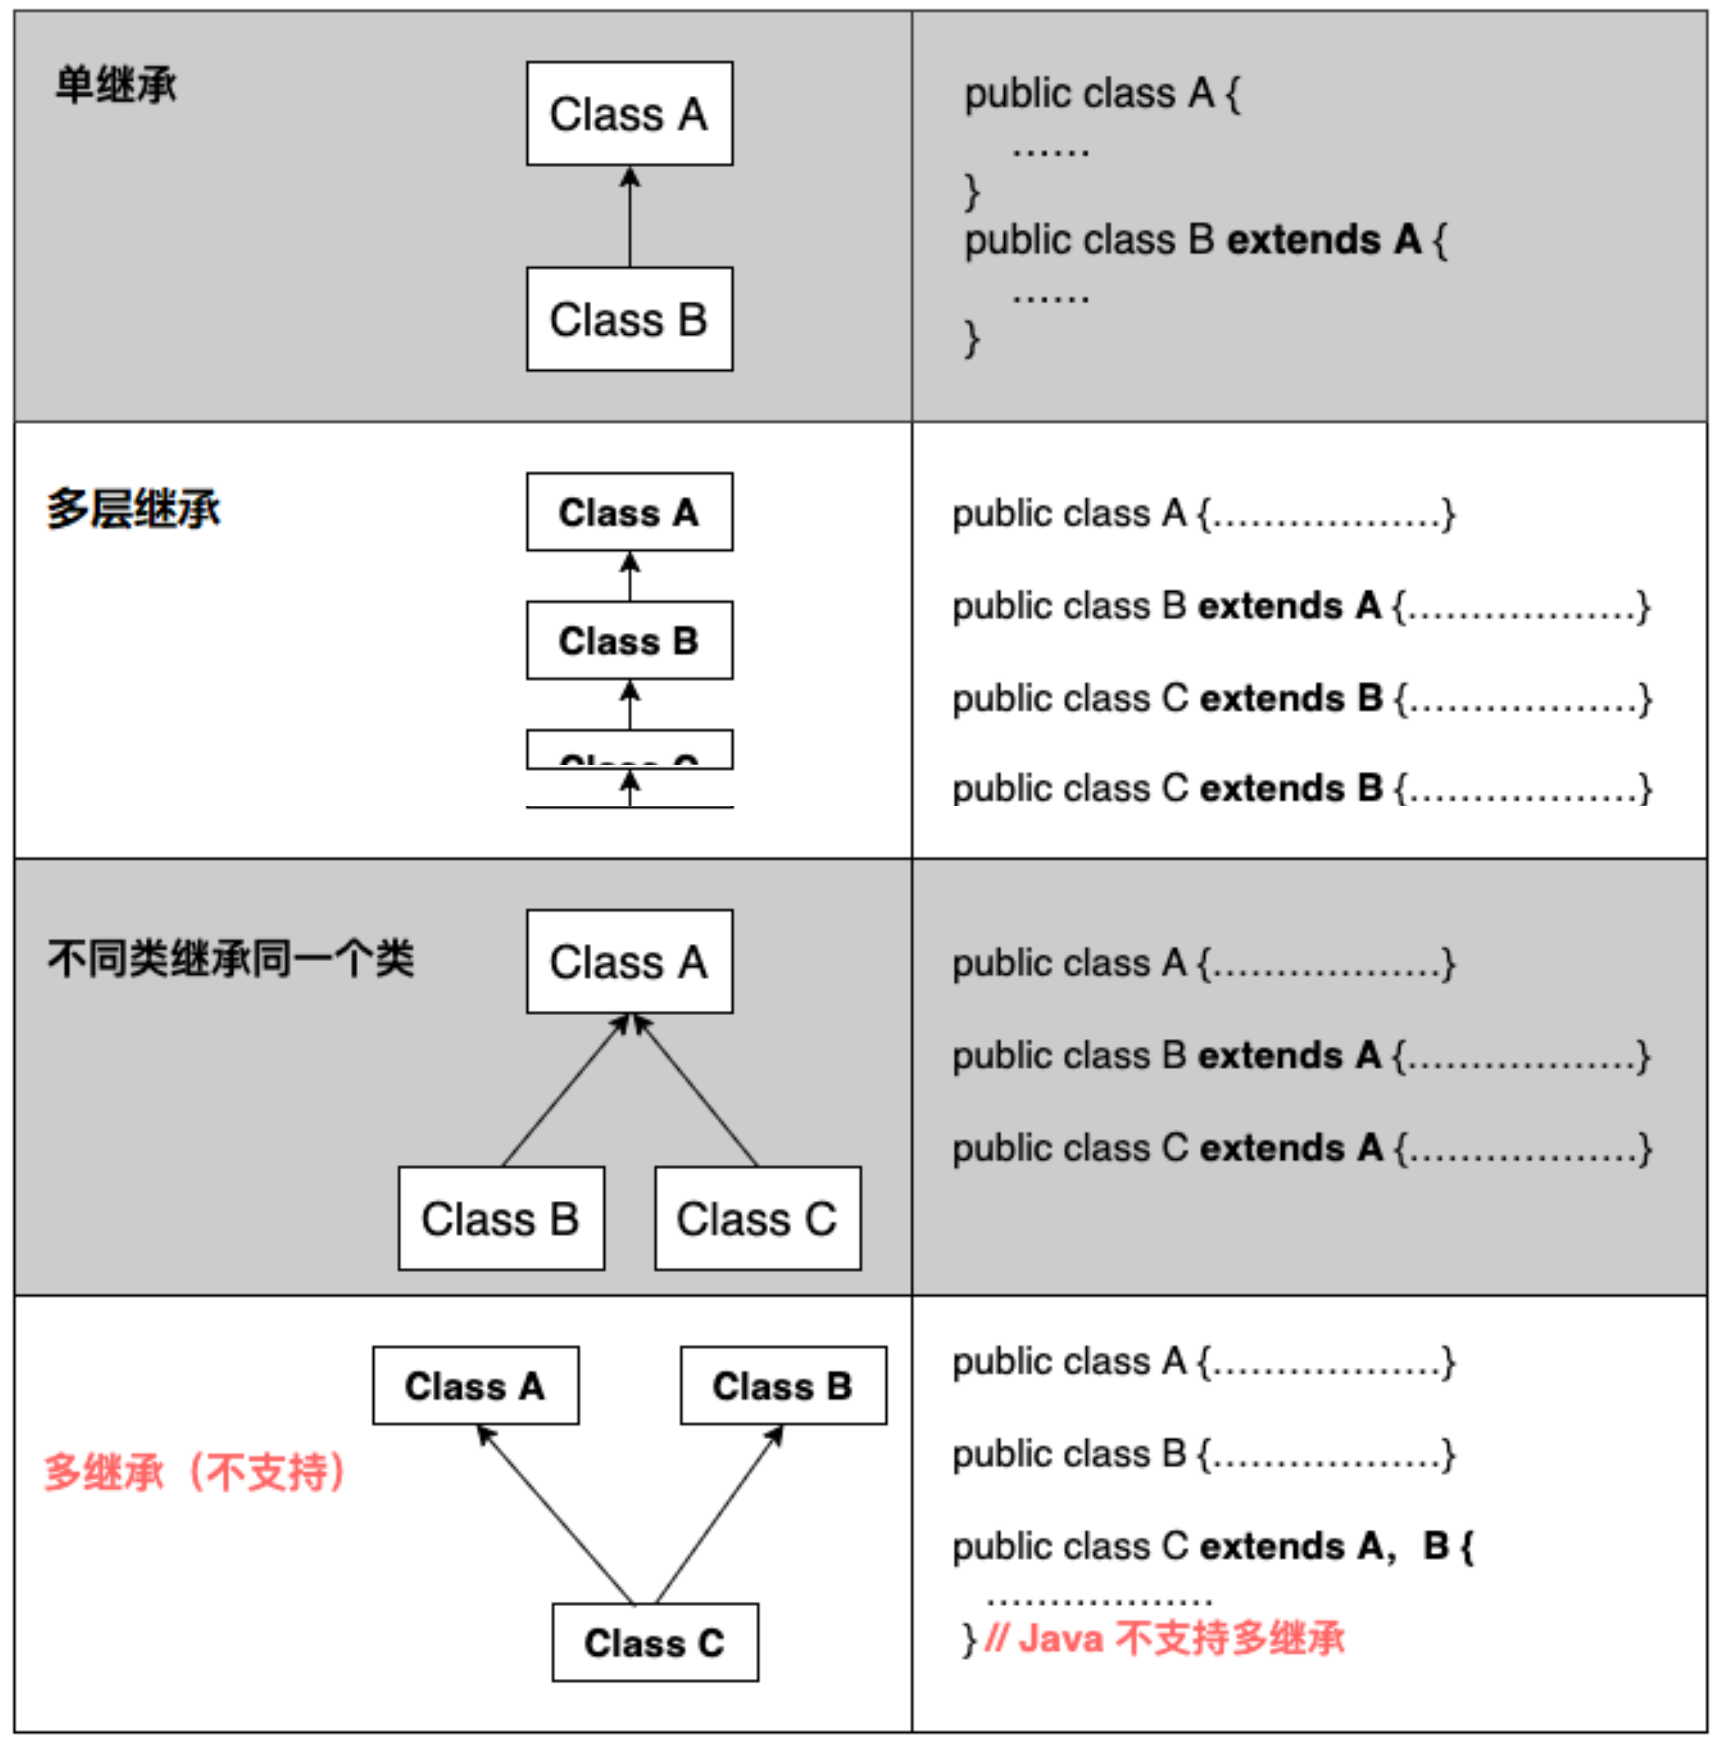 单继承
Class A
Class B
public class A {
......
}
public class B extends A {
......
}
多层继承
Class A
Class B
public class A {..................}
public class B extends A {..................}
public class C extends B {..................}
public class C extends B {..................}
不同类继承同一个类
Class A
Class B
Class C
public class A {..................}
public class B extends A {..................}
public class C extends A {..................}
多继承（不支持）
Class A
Class B
Class C
public class A {..................}
public class B {..................}
public class C extends A，B {
..................
} // Java 不支持多继承